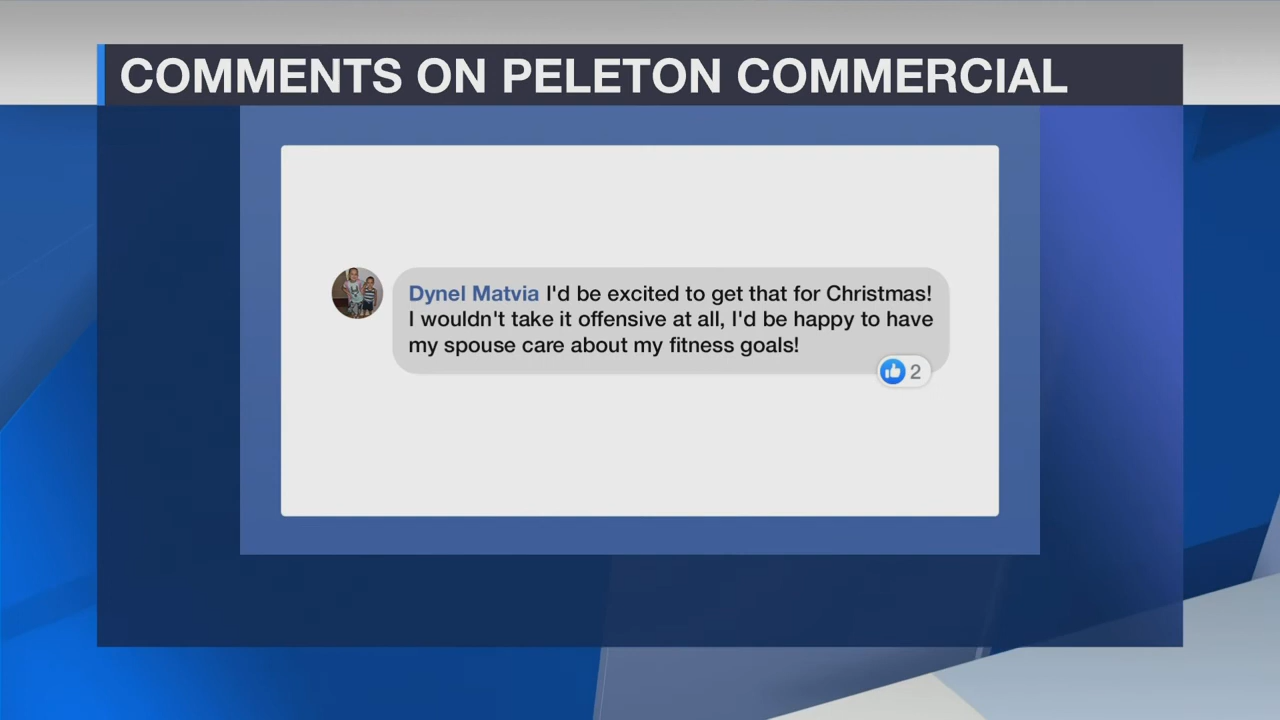 COMMENTS ON PELETON COMMERCIAL
Dynel Matvia I'd be excited to get that for Christmas!
I wouldn't take it offensive at all, I'd be happy to have
my spouse care about my fitness goals!
2